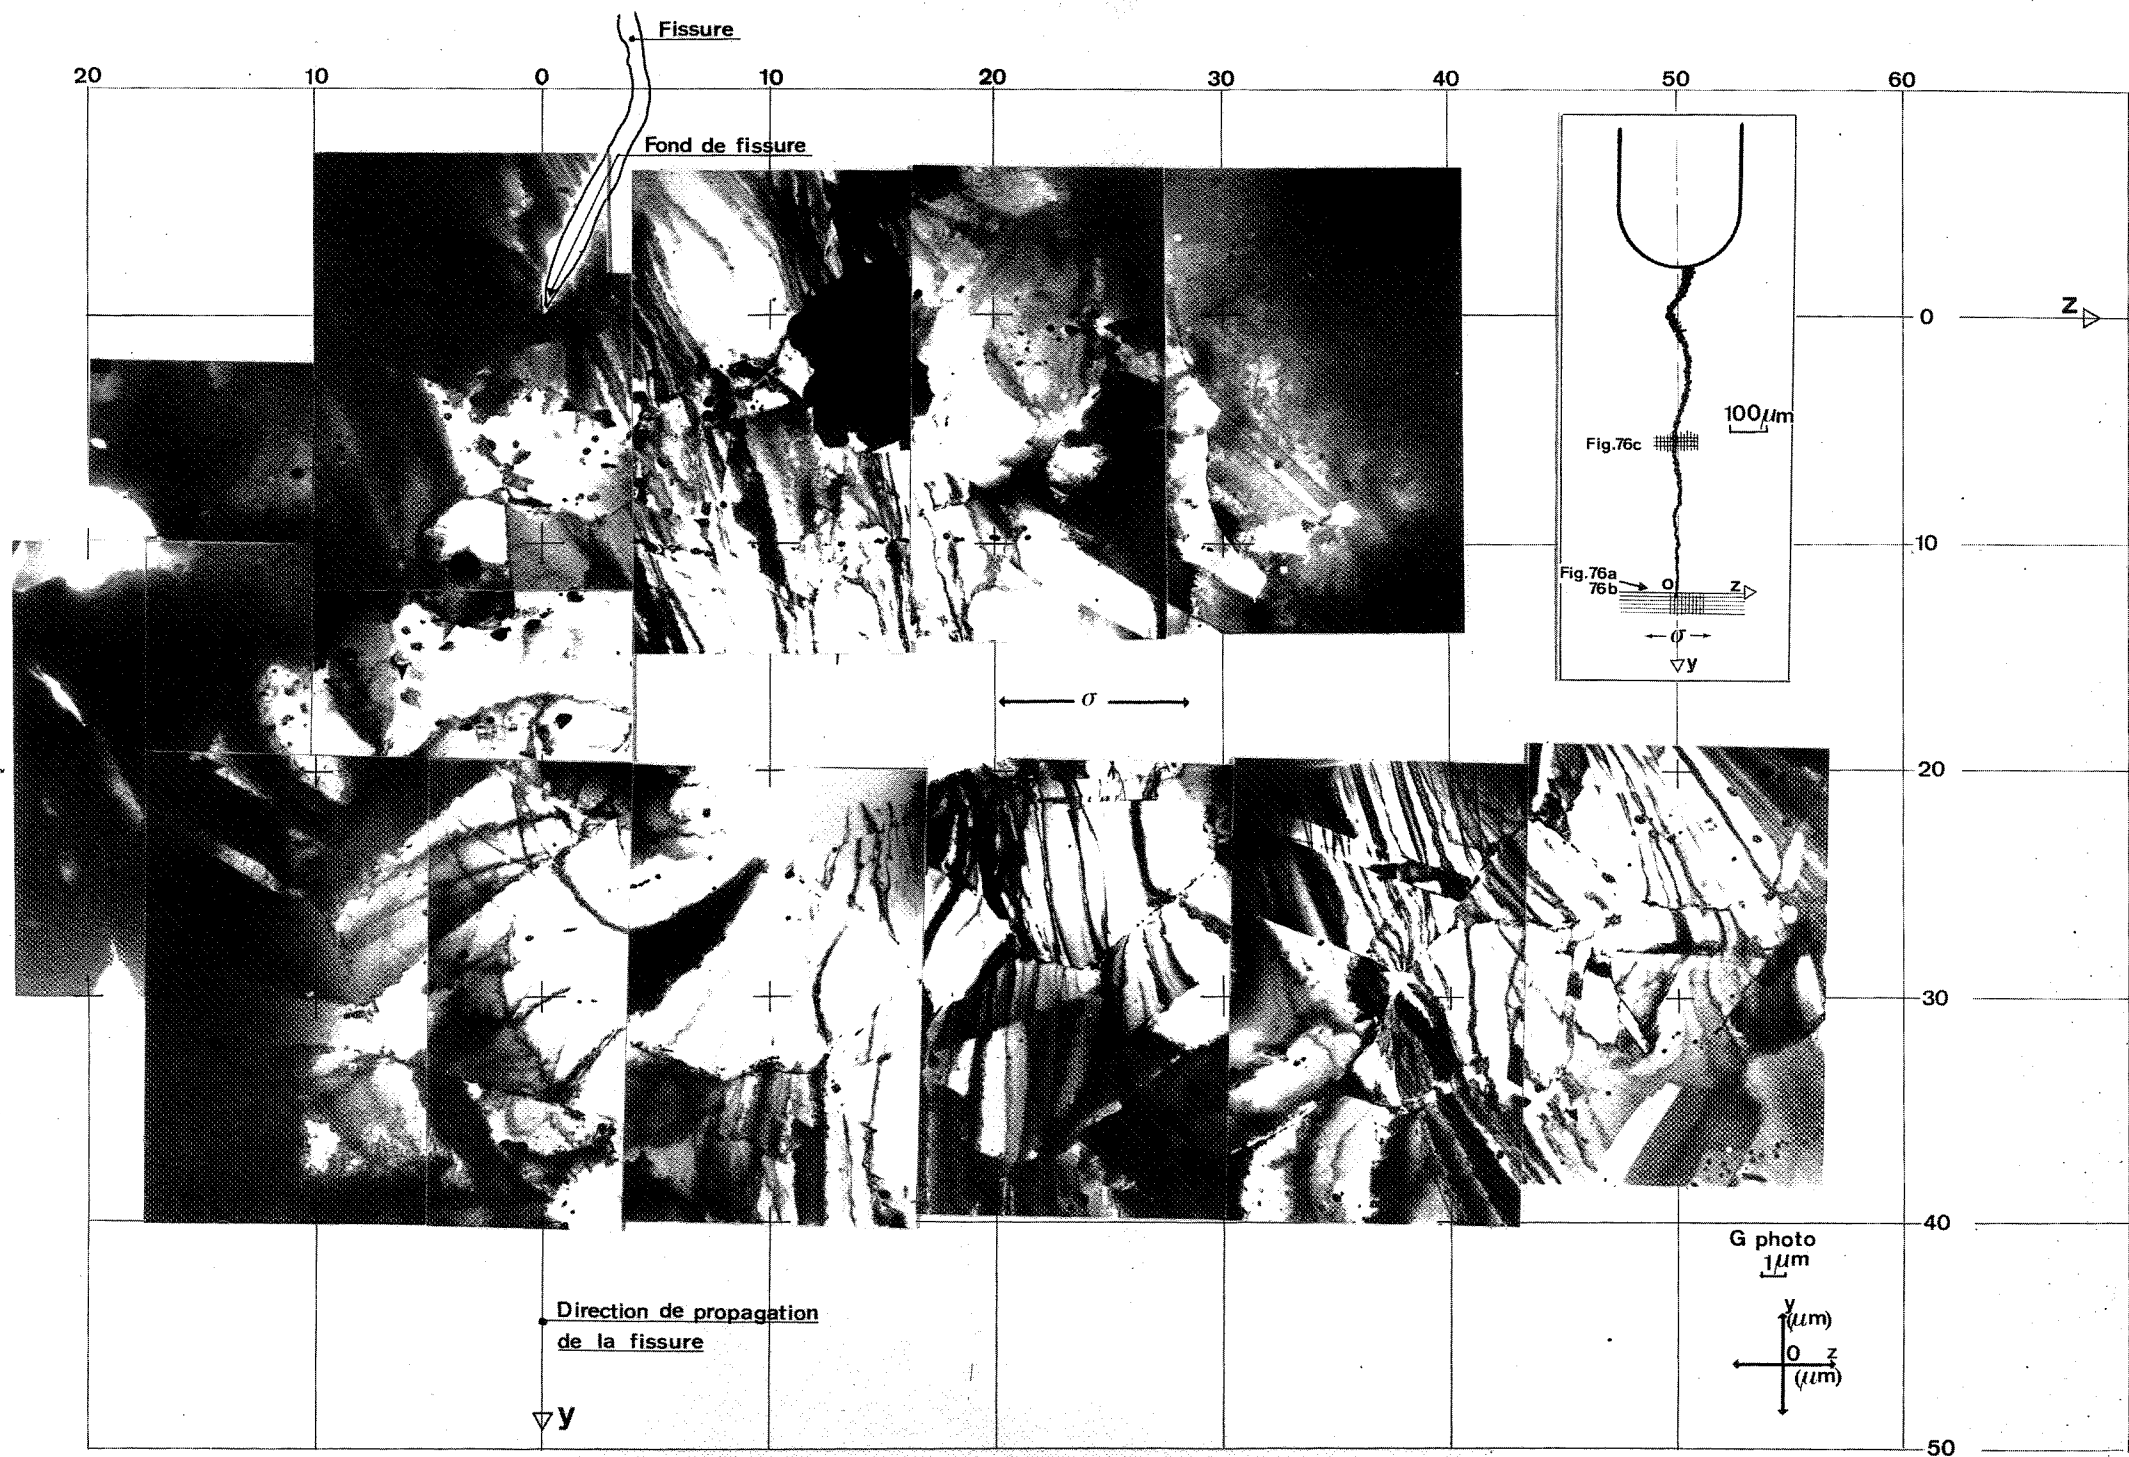 Fissure
20 10 0 10 20 30 40 50 60
Fond de fissure
Z
0
100μm
Fig.76c
10
Fig.76a
76b
o
z
σ
y
σ
20
30
40
G photo
1μm
Direction de propagation
de la fissure
y
(μm)
0 z
(μm)
y
50